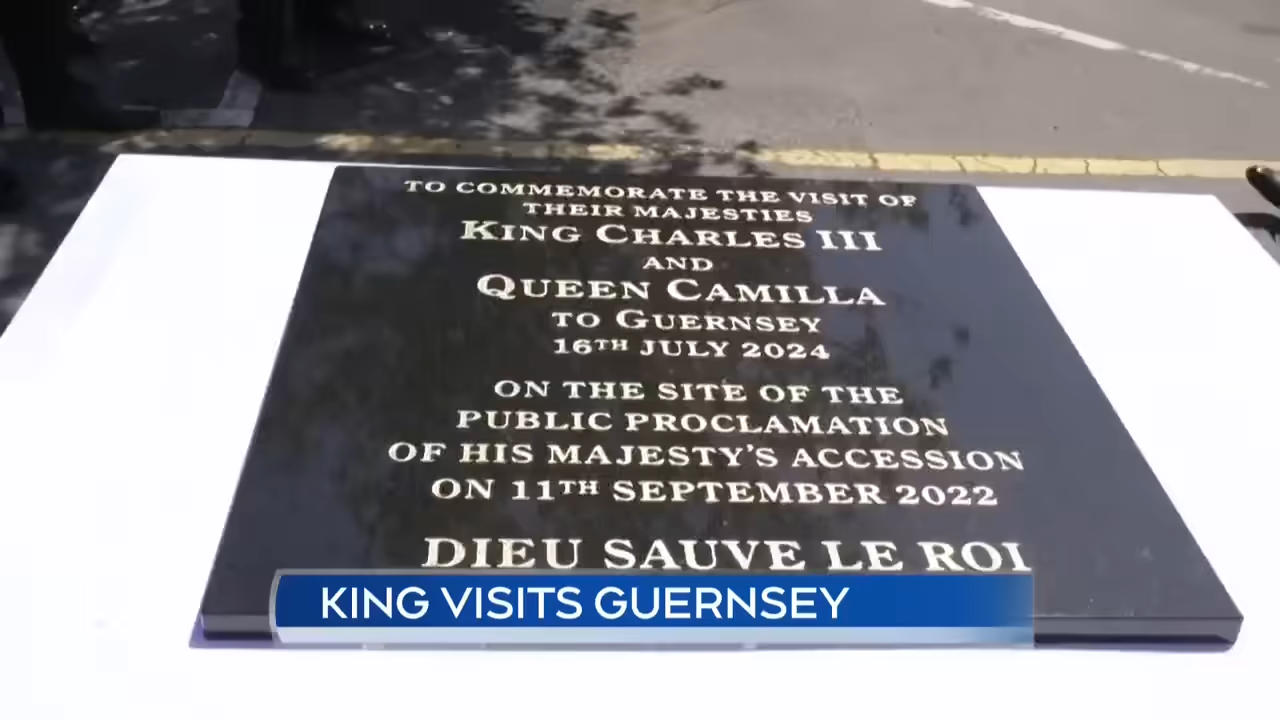 TO COMMEMORATE THE VISIT OF
THEIR MAJESTIES
KING CHARLES III
AND
QUEEN CAMILLA
TO GUERNSEY
16TH JULY 2024
ON THE SITE OF THE
PUBLIC PROCLAMATION
OF HIS MAJESTY'S ACCESSION
ON 11TH SEPTEMBER 2022
DIEU SAUVE LE ROI
KING VISITS GUERNSEY